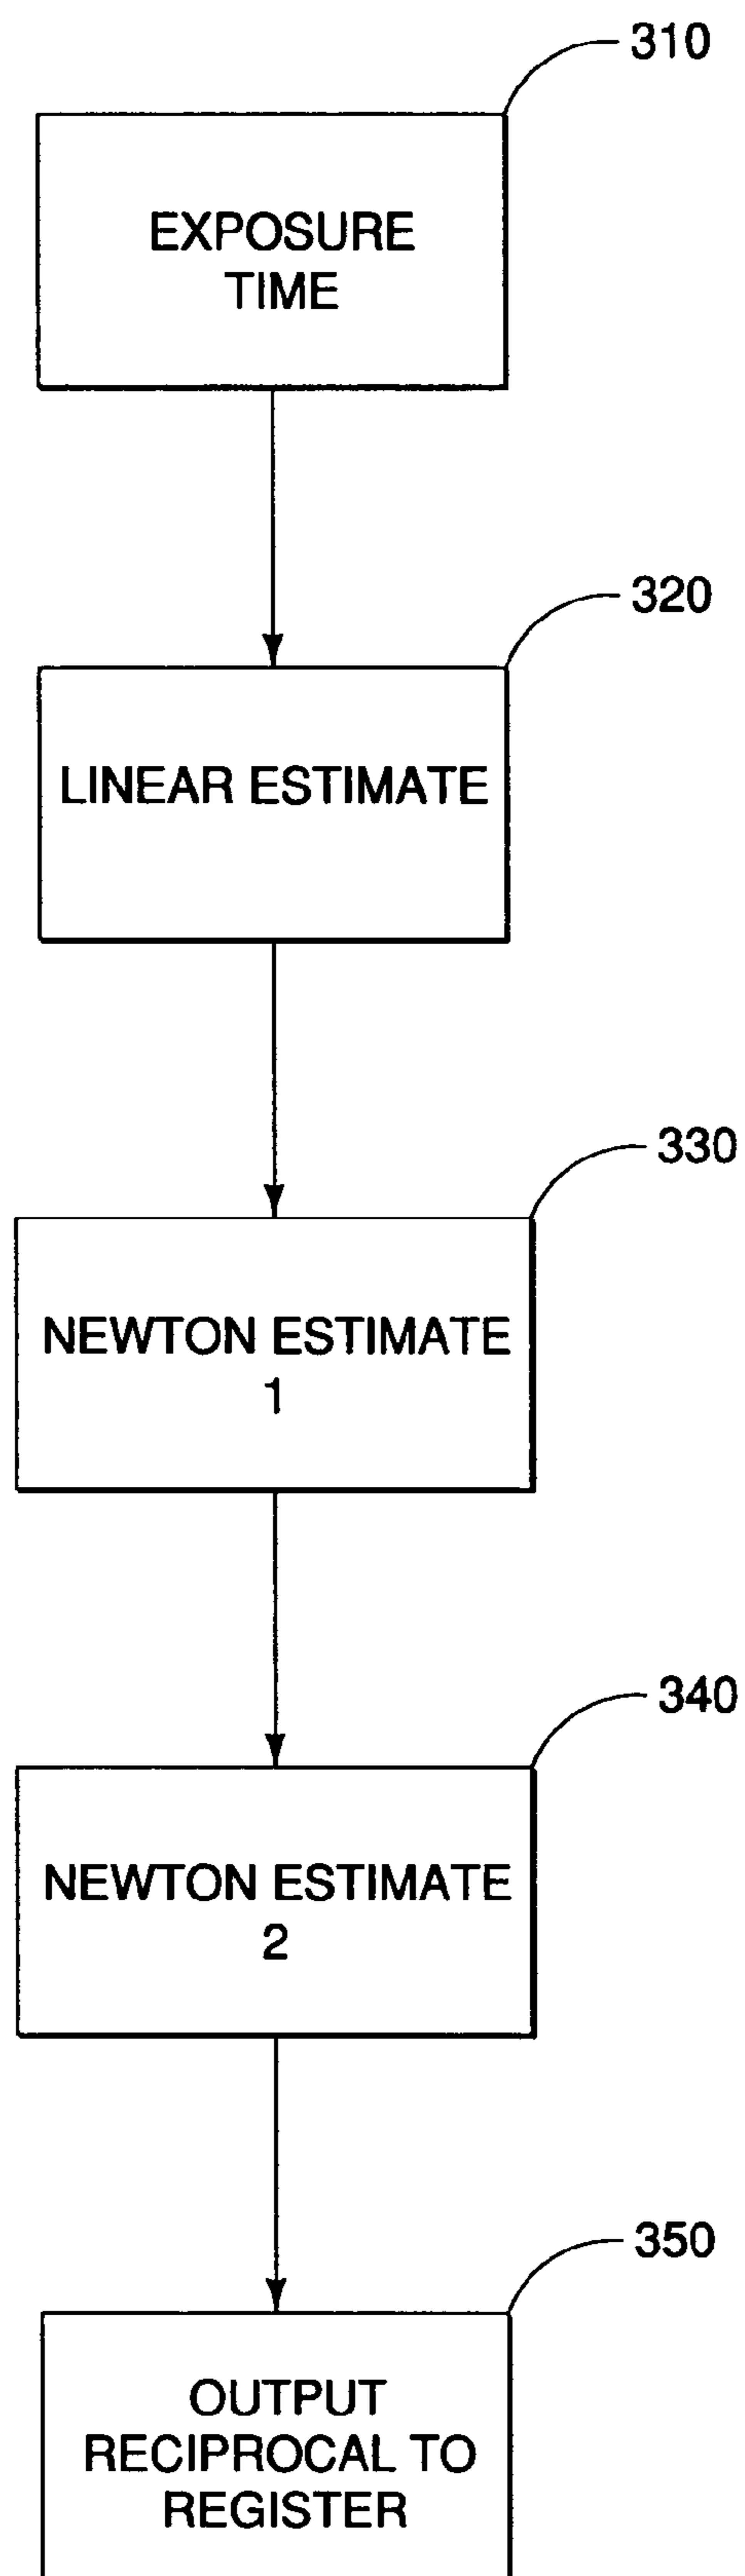 310
EXPOSURE
TIME
320
LINEAR ESTIMATE
330
NEWTON ESTIMATE
1
340
NEWTON ESTIMATE
2
350
OUTPUT
RECIPROCAL TO
REGISTER